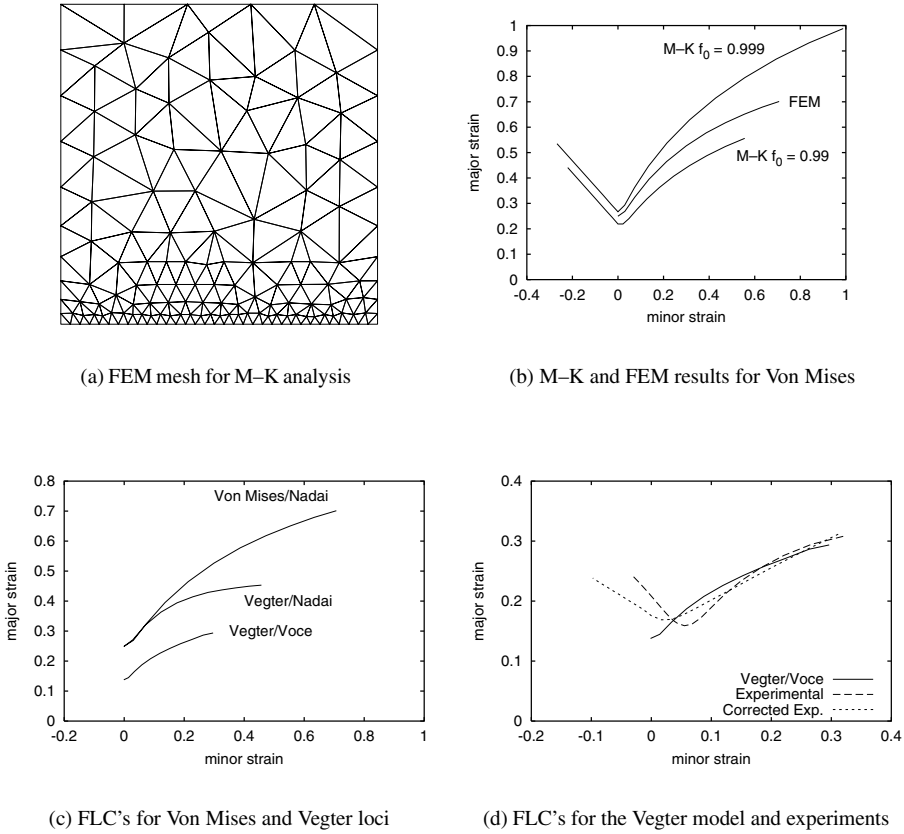 (a) FEM mesh for M–K analysis
1
0.9
0.8
0.7
0.6
0.5
0.4
0.3
0.2
0.1
0
-0.4 -0.2 0 0.2 0.4 0.6 0.8 1
major strain
minor strain
M–K f0 = 0.999
FEM
M–K f0 = 0.99
(b) M–K and FEM results for Von Mises
0.8
0.7
0.6
0.5
0.4
0.3
0.2
0.1
0
-0.2 0 0.2 0.4 0.6 0.8 1
major strain
minor strain
Von Mises/Nadai
Vegter/Nadai
Vegter/Voce
(c) FLC's for Von Mises and Vegter loci
0.4
0.3
0.2
0.1
0
-0.2 -0.1 0 0.1 0.2 0.3 0.4
major strain
minor strain
Vegter/Voce
Experimental
Corrected Exp.
(d) FLC's for the Vegter model and experiments